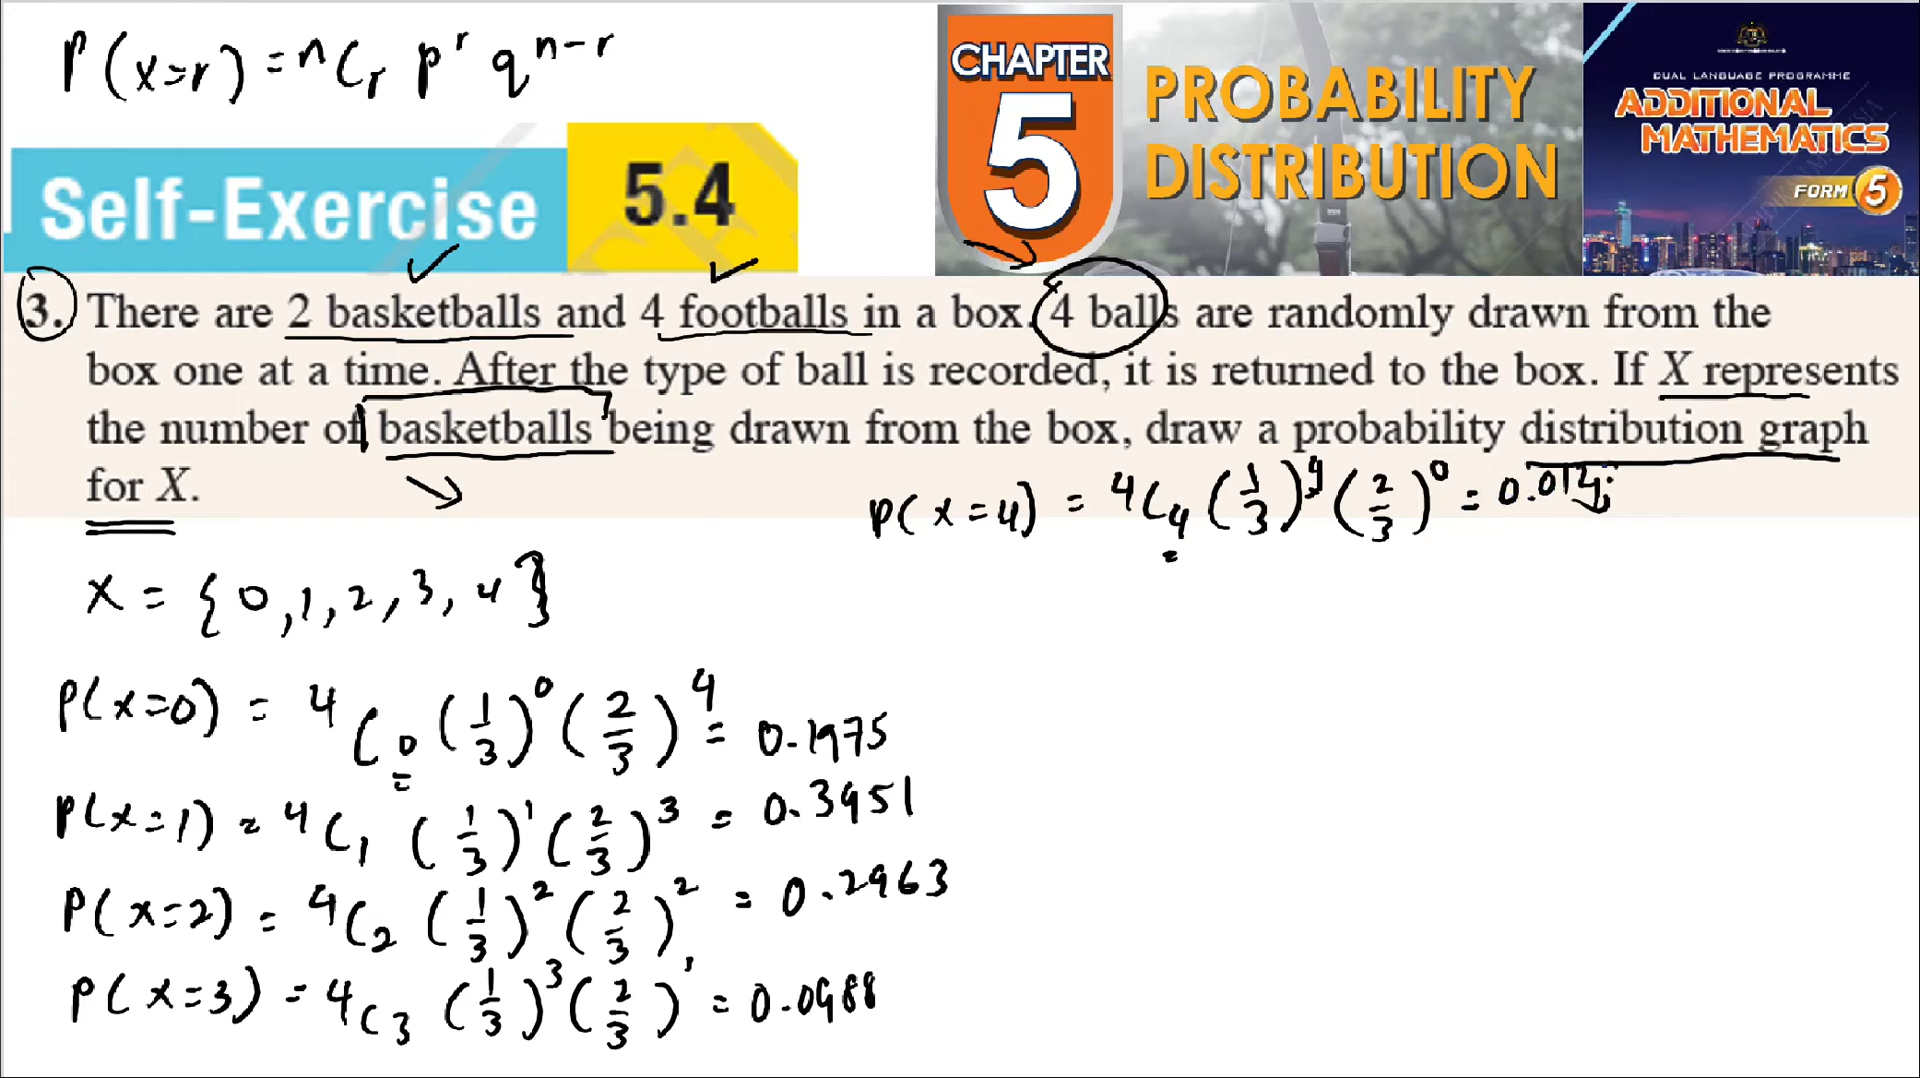 P(x=r) = nCr p^r q^n-r
CHAPTER
5
PROBABILITY
DISTRIBUTION
DUAL LANGUAGE PROGRAMME
ADDITIONAL
MATHEMATICS
FORM 5
Self-Exercise 5.4
3. There are 2 basketballs and 4 footballs in a box. 4 balls are randomly drawn from the
box one at a time. After the type of ball is recorded, it is returned to the box. If X represents
the number of basketballs being drawn from the box, draw a probability distribution graph
for X.
P(x=4) = 4C4 (1/3)^4 (2/3)^0 =
x = {0, 1, 2, 3, 4}
P(x=0) = 4C0 (1/3)^0 (2/3)^4 = 0.1975
P(x=1) = 4C1 (1/3)^1 (2/3)^3 = 0.3951
P(x=2) = 4C2 (1/3)^2 (2/3)^2 = 0.2963
P(x=3) = 4C3 (1/3)^3 (2/3)^1 = 0.0988